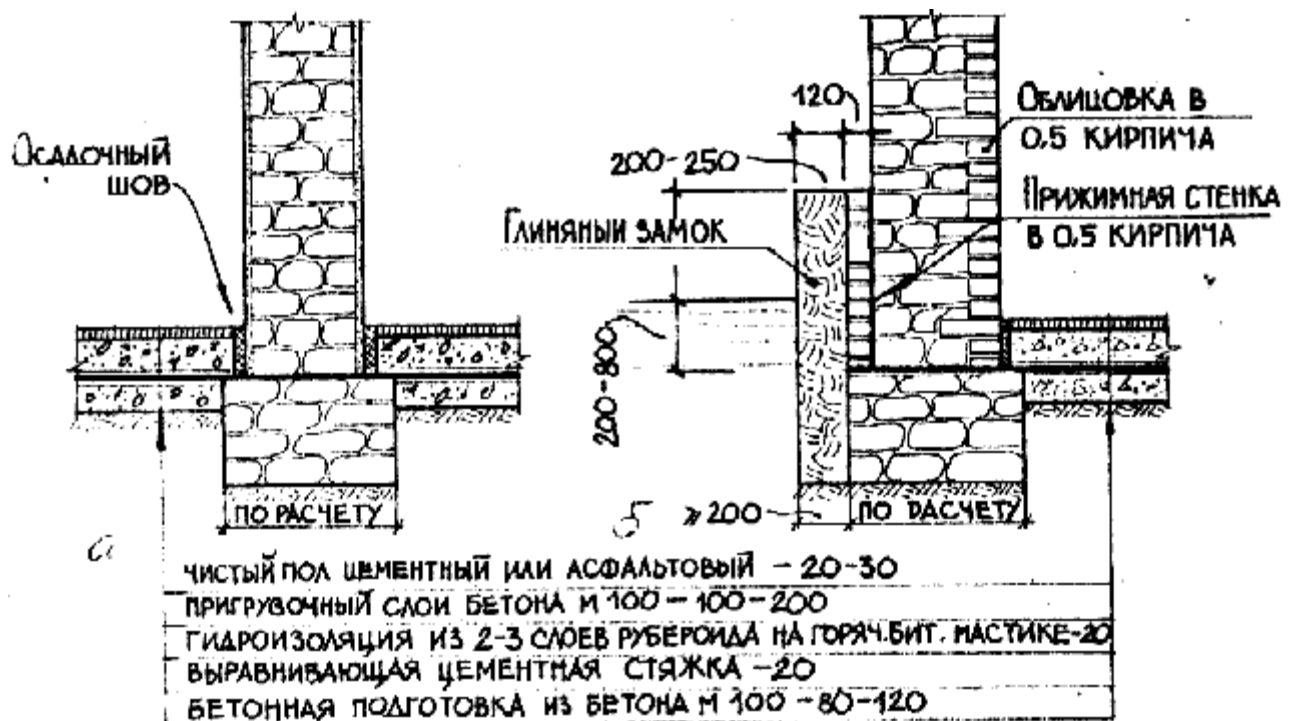 Осадочный
шов
120
200-250
Глиняный замок
Облицовка в
0,5 кирпича
Прижимная стенка
в 0,5 кирпича
200-800
по расчету
≥200
по расчету
а
б
чистый пол цементный или асфальтовый - 20-30
пригрузочный слой бетона М 100 - 100-200
гидроизоляция из 2-3 слоев рубероида на горяч.бит. мастике-20
выравнивающая цементная стяжка - 20
бетонная подготовка из бетона М 100 - 80-120